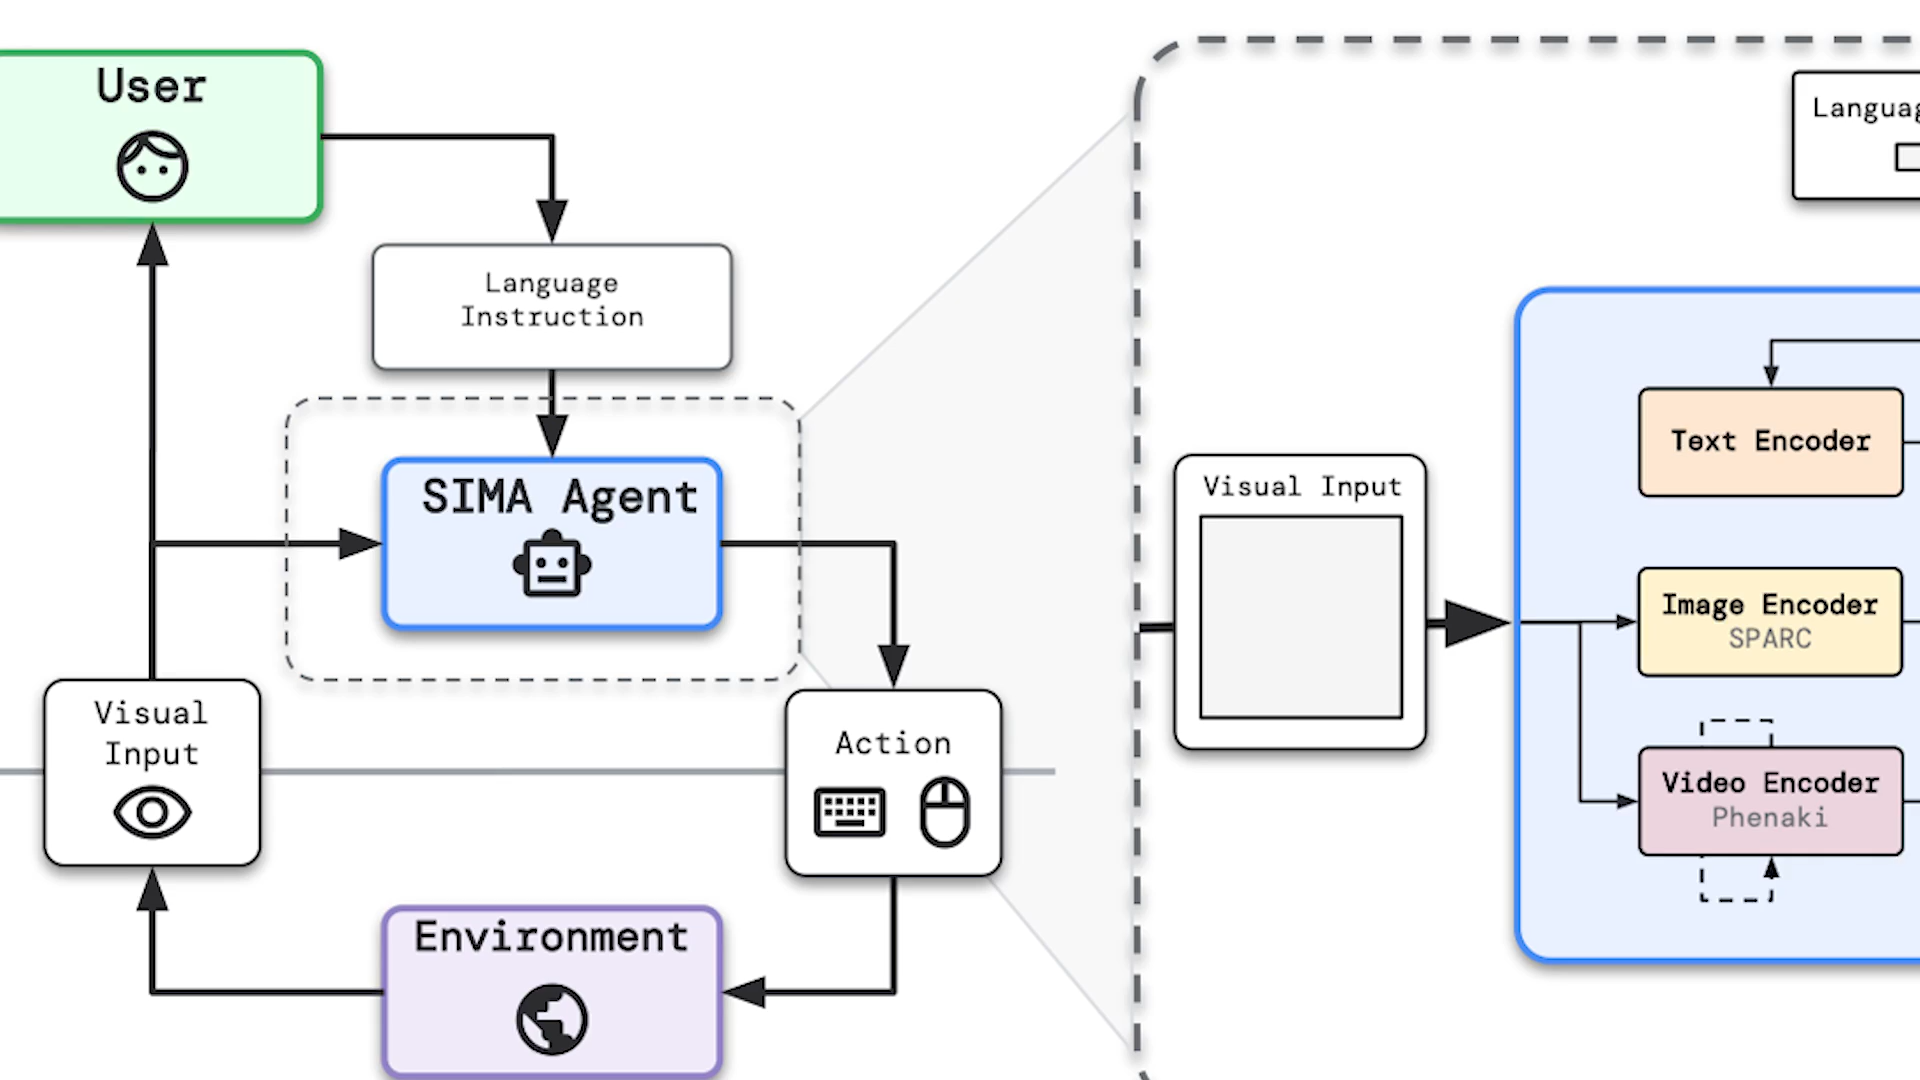 User
Language
Instruction
SIMA Agent
Visual
Input
Action
Environment
Visual Input
Text Encoder
Image Encoder
SPARC
Video Encoder
Phenaki